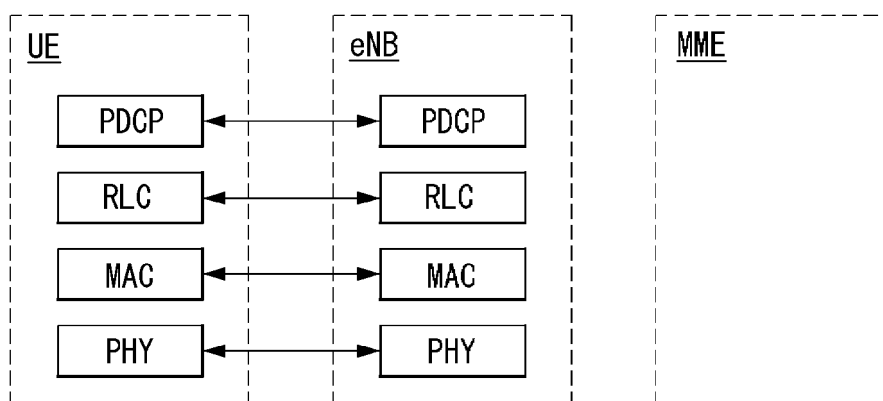 UE eNB MME
PDCP PDCP
RLC RLC
MAC MAC
PHY PHY